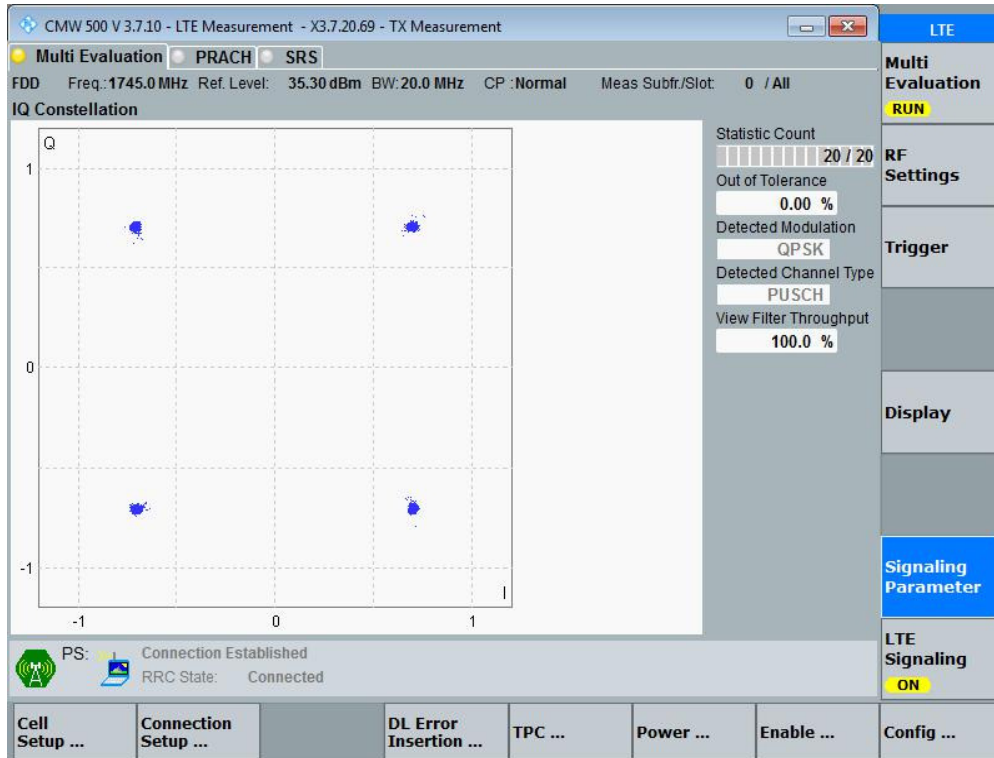 CMW 500 V 3.7.10 - LTE Measurement - X3.7.20.69 - TX Measurement
LTE
Multi Evaluation PRACH SRS
FDD Freq.:1745.0 MHz Ref. Level: 35.30 dBm BW:20.0 MHz CP :Normal Meas Subfr./Slot: 0 / All
IQ Constellation
Q
1
0
-1
-1 0 1
I
Statistic Count
20 / 20
Out of Tolerance
0.00 %
Detected Modulation
QPSK
Detected Channel Type
PUSCH
View Filter Throughput
100.0 %
Multi
Evaluation
RUN
RF
Settings
Trigger
Display
Signaling
Parameter
LTE
Signaling
ON
PS: Connection Established
RRC State: Connected
Cell
Setup ...
Connection
Setup ...
DL Error
Insertion ...
TPC ...
Power ...
Enable ...
Config ...